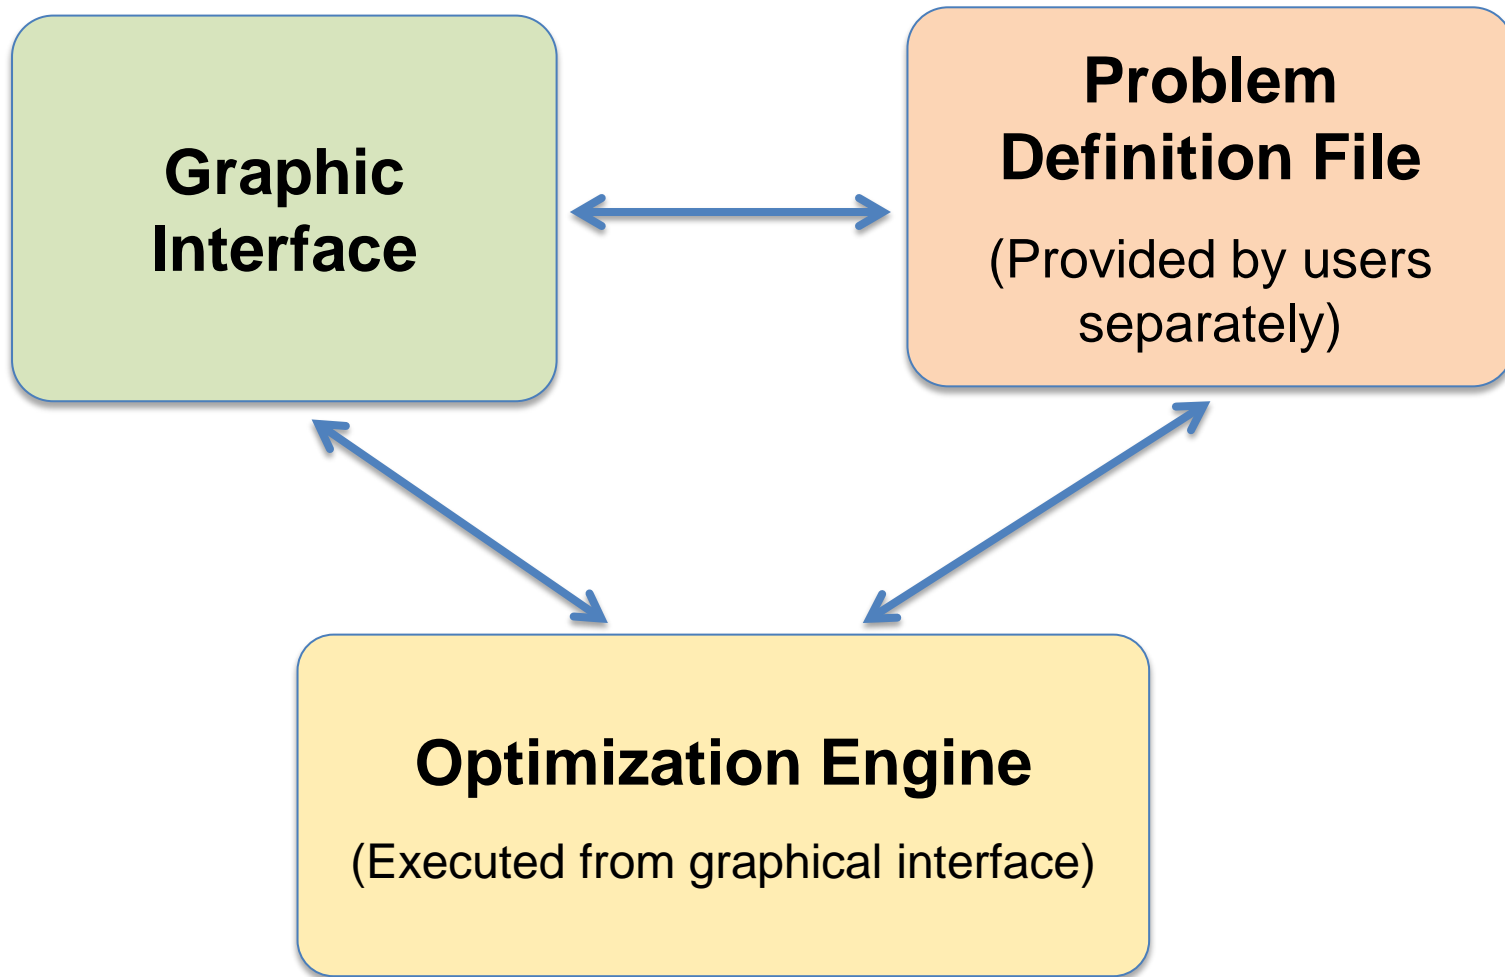 Graphic
Interface
Problem
Definition File
(Provided by users
separately)
Optimization Engine
(Executed from graphical interface)